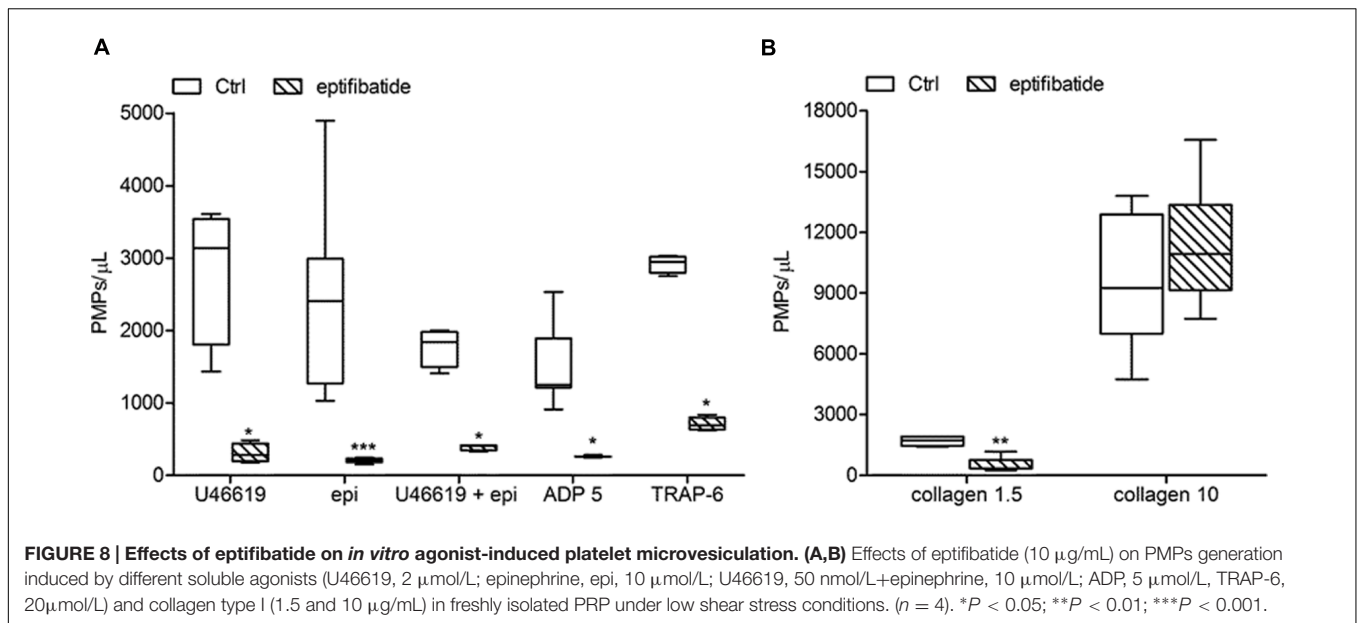 A
Ctrl eptifibatide
5000
4000
3000
2000
1000
0
PMPs/μL
* *** * * *
U46619 epi U46619 + epi ADP 5 TRAP-6
B
Ctrl eptifibatide
18000
15000
12000
9000
6000
3000
0
PMPs/μL
**
collagen 1.5 collagen 10
FIGURE 8 | Effects of eptifibatide on in vitro agonist-induced platelet microvesiculation. (A,B) Effects of eptifibatide (10 μg/mL) on PMPs generation
induced by different soluble agonists (U46619, 2 μmol/L; epinephrine, epi, 10 μmol/L; U46619, 50 nmol/L+epinephrine, 10 μmol/L; ADP, 5 μmol/L, TRAP-6,
20μmol/L) and collagen type I (1.5 and 10 μg/mL) in freshly isolated PRP under low shear stress conditions. (n = 4). *P < 0.05; **P < 0.01; ***P < 0.001.